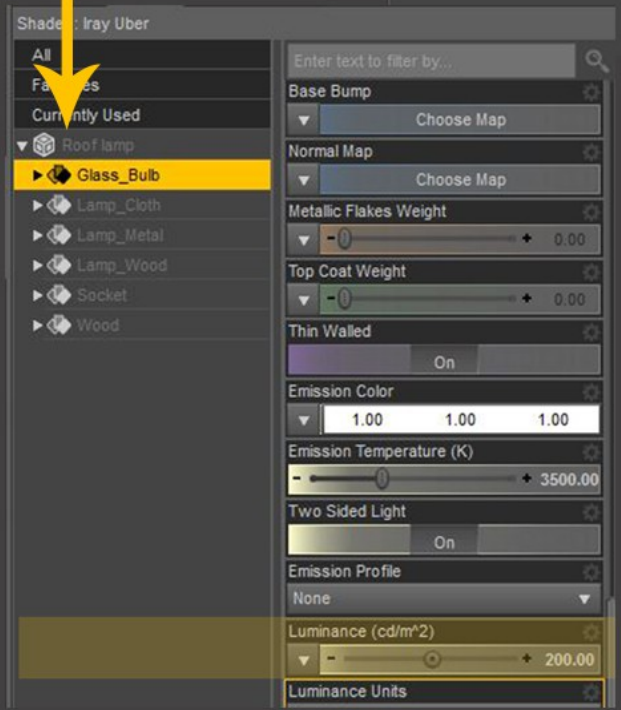 Shader: Iray Uber
All
Currently Used
Roof lamp
Glass_Bulb
Lamp_Cloth
Lamp_Metal
Lamp_Wood
Socket
Wood
Enter text to filter by...
Base Bump
Choose Map
Normal Map
Choose Map
Metallic Flakes Weight
- + 0.00
Top Coat Weight
- + 0.00
Thin Walled
On
Emission Color
1.00 1.00 1.00
Emission Temperature (K)
- + 3500.00
Two Sided Light
On
Emission Profile
None
Luminance (cd/m^2)
- + 200.00
Luminance Units